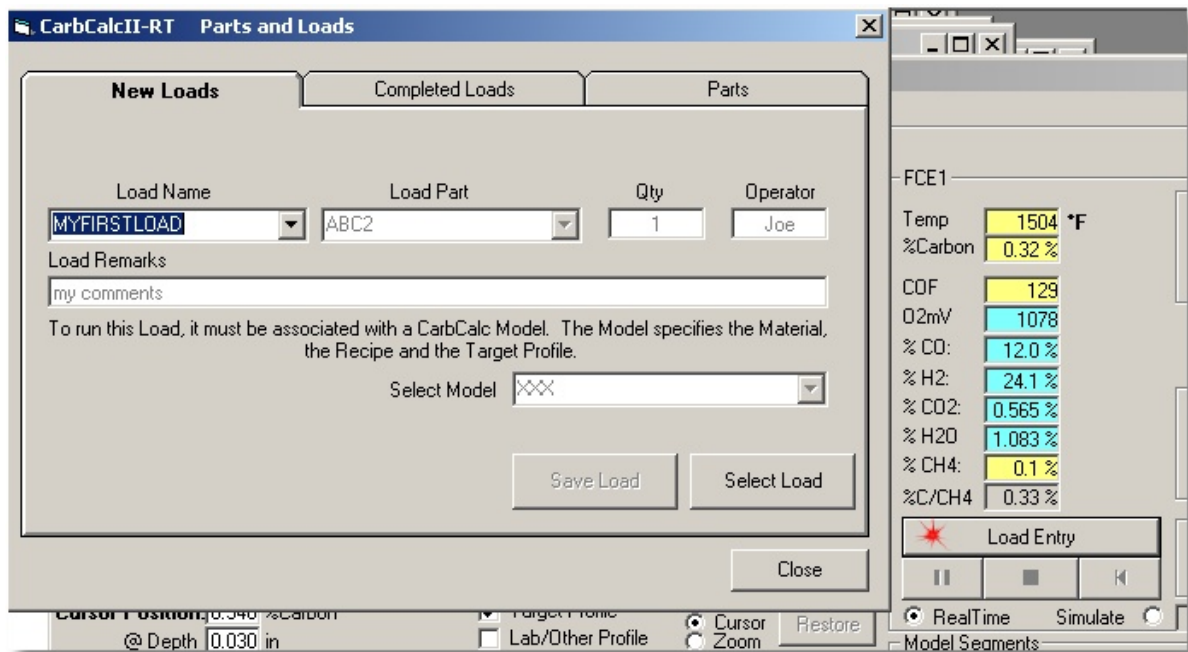 CarbCalcII-RT Parts and Loads
New Loads
Completed Loads
Parts
Load Name
Load Part
Qty
Operator
MYFIRSTLOAD
ABC2
1
Joe
Load Remarks
my comments
To run this Load, it must be associated with a CarbCalc Model. The Model specifies the Material,
the Recipe and the Target Profile.
Select Model XXX
Save Load
Select Load
Close
FCE1
Temp 1504 °F
%Carbon 0.32 %
COF 129
O2mV 1078
% CO: 12.0 %
% H2: 24.1 %
% CO2: 0.565 %
% H2O 1.083 %
% CH4: 0.1 %
%C/CH4 0.33 %
Load Entry
RealTime Simulate
Model Segments
Cursor Position: 0.340 %Carbon
@ Depth 0.030 in
Target Profile
Lab/Other Profile
Cursor
Zoom
Restore